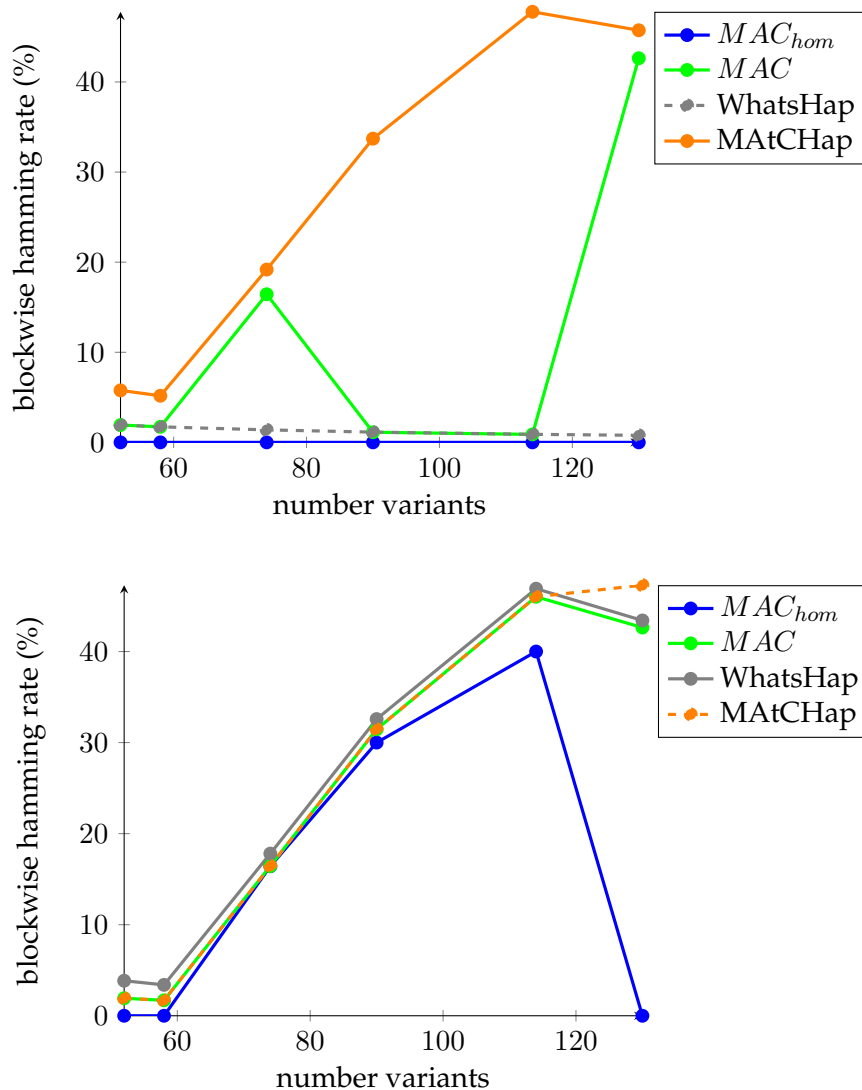 blockwise hamming rate (%)
40
30
20
10
0
60 80 100 120
number variants
MAC_hom
MAC
WhatsHap
MAtCHap
blockwise hamming rate (%)
40
30
20
10
0
60 80 100 120
number variants
MAC_hom
MAC
WhatsHap
MAtCHap